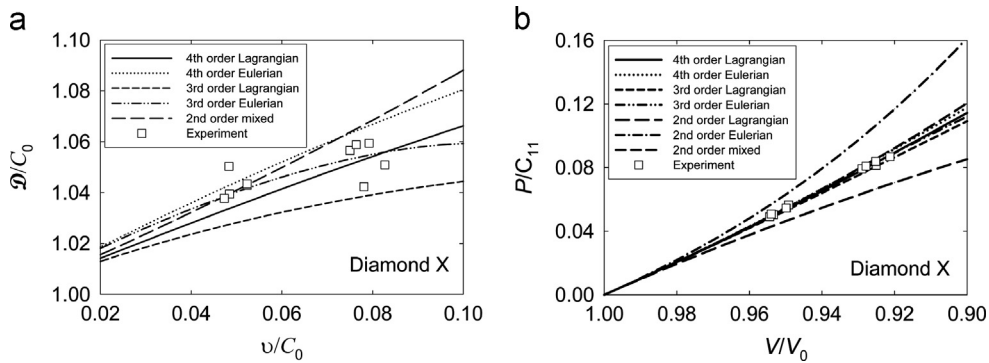 a
1.10
1.08
1.06
1.04
1.02
1.00
𝒟/C₀
4th order Lagrangian
4th order Eulerian
3rd order Lagrangian
3rd order Eulerian
2nd order mixed
Experiment
Diamond X
0.02 0.04 0.06 0.08 0.10
υ/C₀
b
0.16
0.12
0.08
0.04
0.00
P/C₁₁
4th order Lagrangian
4th order Eulerian
3rd order Lagrangian
3rd order Eulerian
2nd order Lagrangian
2nd order Eulerian
2nd order mixed
Experiment
Diamond X
1.00 0.98 0.96 0.94 0.92 0.90
V/V₀